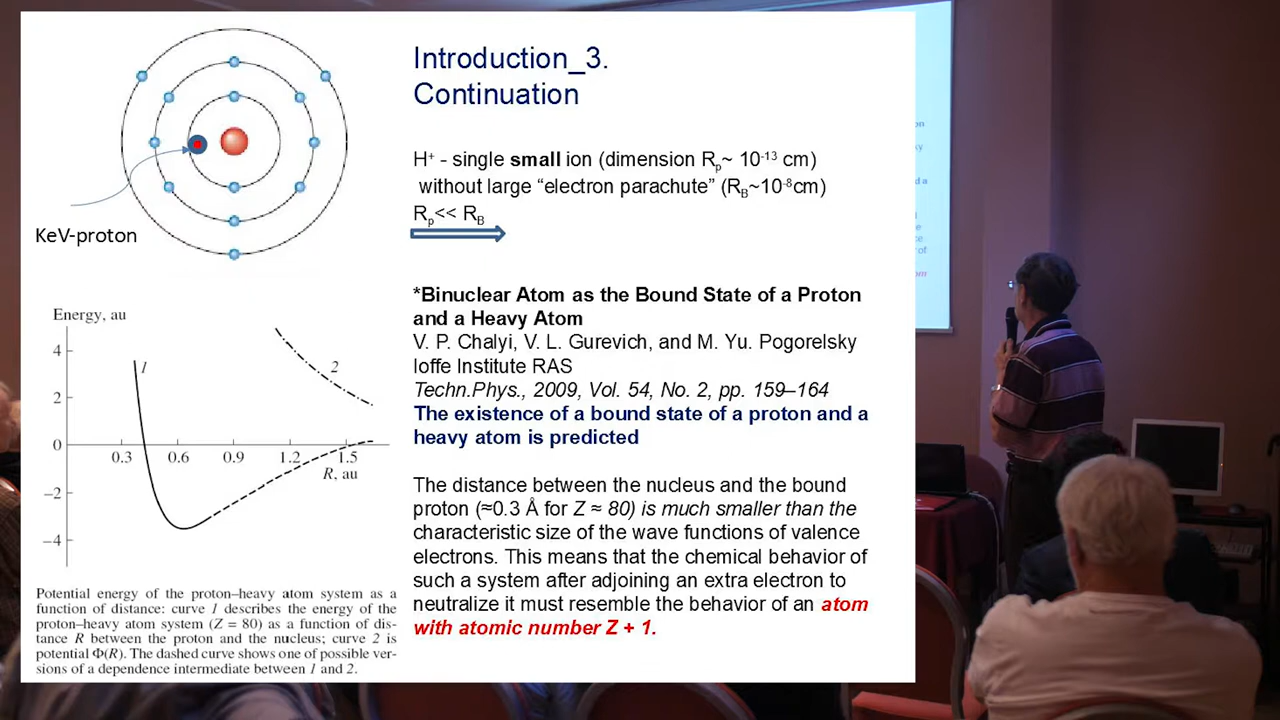 Introduction_3.
Continuation
H+ - single small ion (dimension Rp~ 10-13 cm)
without large “electron parachute” (RB~10-8cm)
Rp<< RB
KeV-proton
*Binuclear Atom as the Bound State of a Proton
and a Heavy Atom
V. P. Chalyi, V. L. Gurevich, and M. Yu. Pogorelsky
Ioffe Institute RAS
Techn.Phys., 2009, Vol. 54, No. 2, pp. 159–164
The existence of a bound state of a proton and a
heavy atom is predicted
The distance between the nucleus and the bound
proton (≈0.3 Å for Z ≈ 80) is much smaller than the
characteristic size of the wave functions of valence
electrons. This means that the chemical behavior of
such a system after adjoining an extra electron to
neutralize it must resemble the behavior of an atom
with atomic number Z + 1.
Energy, au
4
1
2
2
0
0.3 0.6 0.9 1.2 1.5
R, au
−2
−4
Potential energy of the proton–heavy atom system as a
function of distance: curve 1 describes the energy of the
proton–heavy atom system (Z = 80) as a function of dis-
tance R between the proton and the nucleus; curve 2 is
potential Φ(R). The dashed curve shows one of possible ver-
sions of a dependence intermediate between 1 and 2.